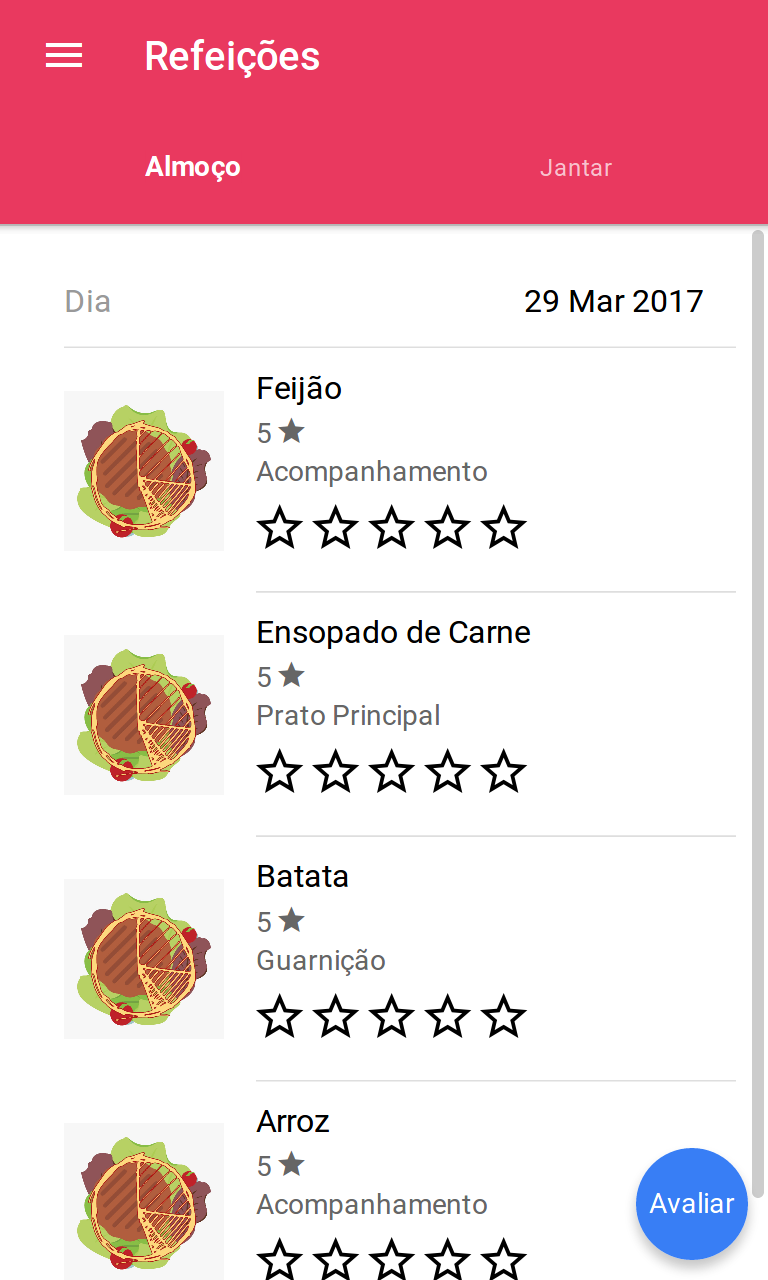 Refeições
Almoço Jantar
Dia 29 Mar 2017
Feijão
5
Acompanhamento
Ensopado de Carne
5
Prato Principal
Batata
5
Guarnição
Arroz
5
Acompanhamento
Avaliar